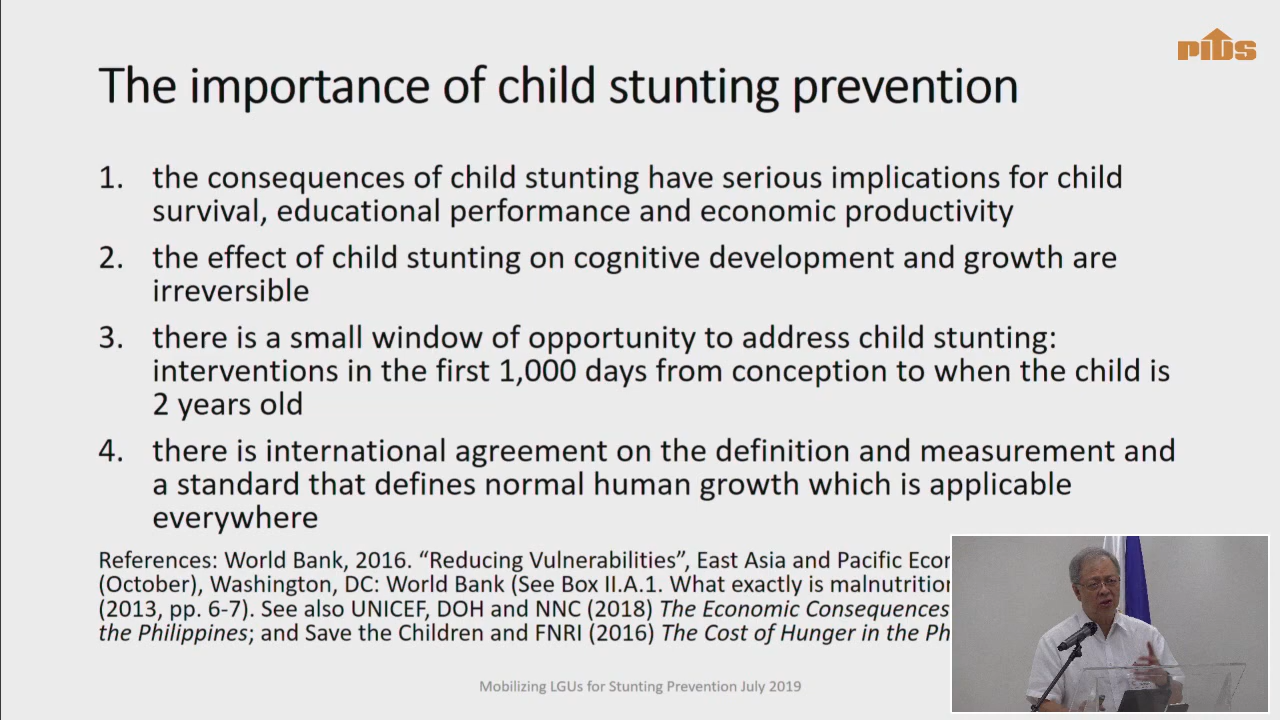 PIDS
The importance of child stunting prevention
1. the consequences of child stunting have serious implications for child
survival, educational performance and economic productivity
2. the effect of child stunting on cognitive development and growth are
irreversible
3. there is a small window of opportunity to address child stunting:
interventions in the first 1,000 days from conception to when the child is
2 years old
4. there is international agreement on the definition and measurement and
a standard that defines normal human growth which is applicable
everywhere
References: World Bank, 2016. “Reducing Vulnerabilities”, East Asia and Pacific Econ
(October), Washington, DC: World Bank (See Box II.A.1. What exactly is malnutrition
(2013, pp. 6-7). See also UNICEF, DOH and NNC (2018) The Economic Consequences
the Philippines; and Save the Children and FNRI (2016) The Cost of Hunger in the Ph
Mobilizing LGUs for Stunting Prevention July 2019